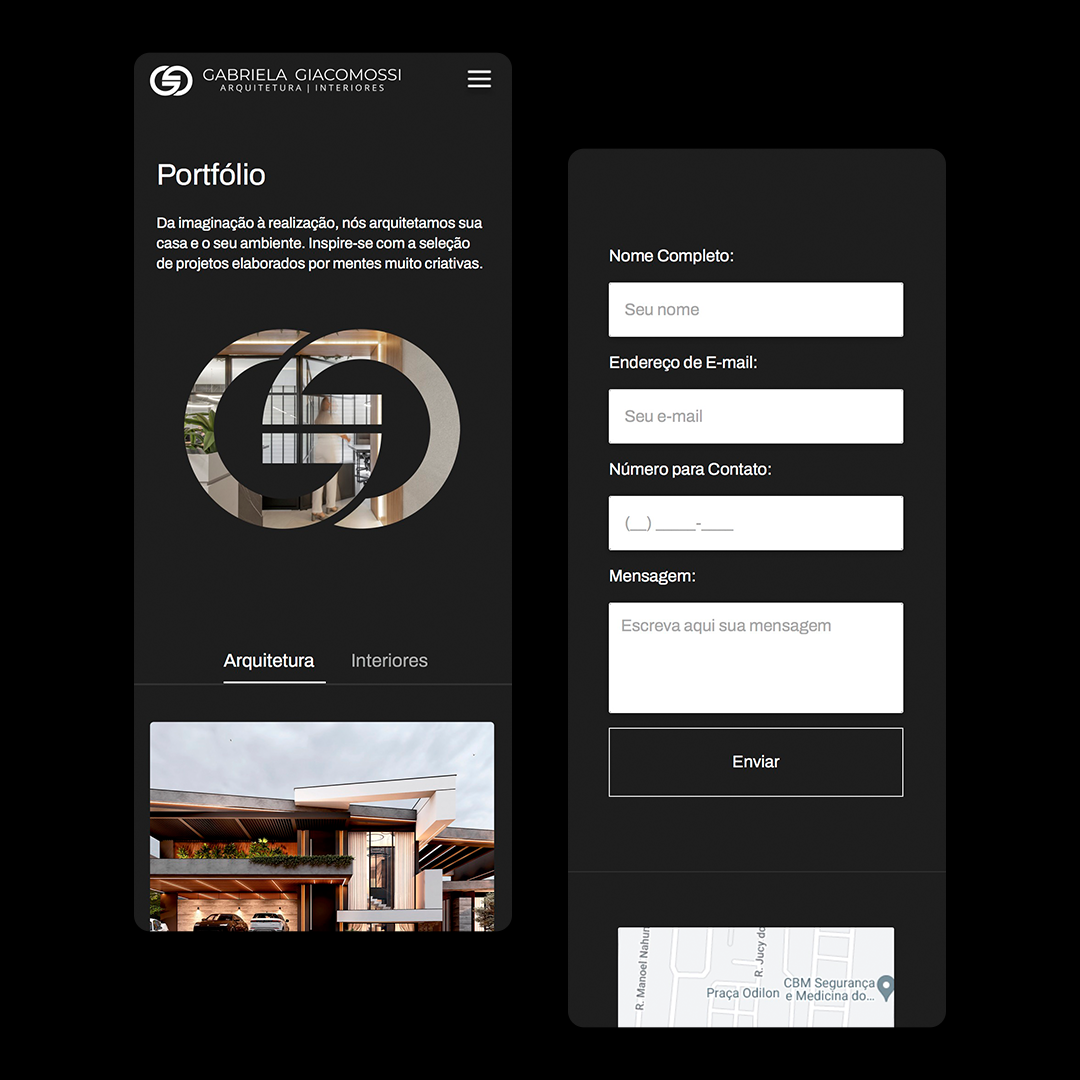 GABRIELA GIACOMOSSI
ARQUITETURA | INTERIORES
Portfólio
Da imaginação à realização, nós arquitetamos sua
casa e o seu ambiente. Inspire-se com a seleção
de projetos elaborados por mentes muito criativas.
Arquitetura
Interiores
Nome Completo:
Seu nome
Endereço de E-mail:
Seu e-mail
Número para Contato:
(__) _____-____
Mensagem:
Escreva aqui sua mensagem
Enviar
R. Manoel Nahun
R. Jucy do
Praça Odilon
CBM Segurança
e Medicina do...